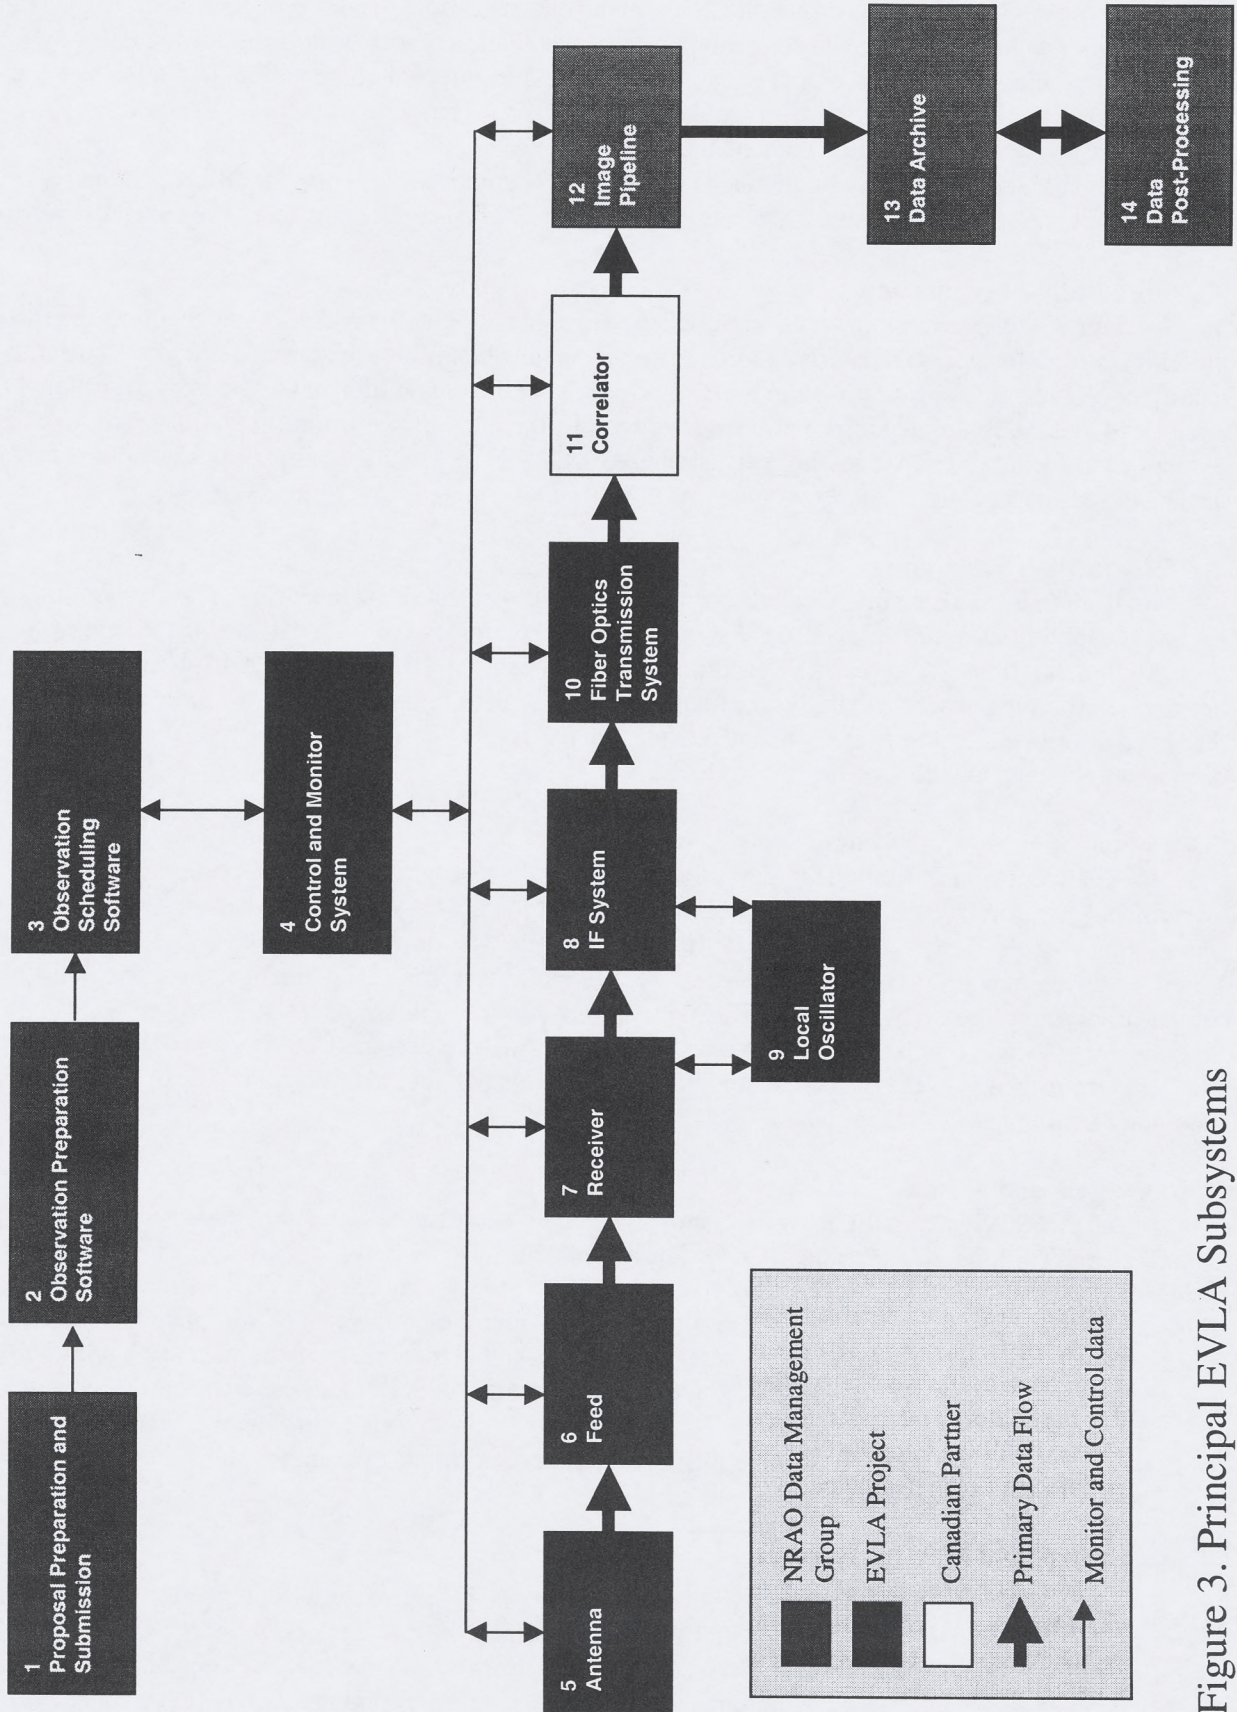 1
Proposal Preparation and
Submission
2
Observation Preparation
Software
3
Observation
Scheduling
Software
4
Control and Monitor
System
5
Antenna
6
Feed
7
Receiver
8
IF System
9
Local
Oscillator
10
Fiber Optics
Transmission
System
11
Correlator
12
Image
Pipeline
13
Data Archive
14
Data
Post-Processing
NRAO Data Management
Group
EVLA Project
Canadian Partner
Primary Data Flow
Monitor and Control data
Figure 3. Principal EVLA Subsystems